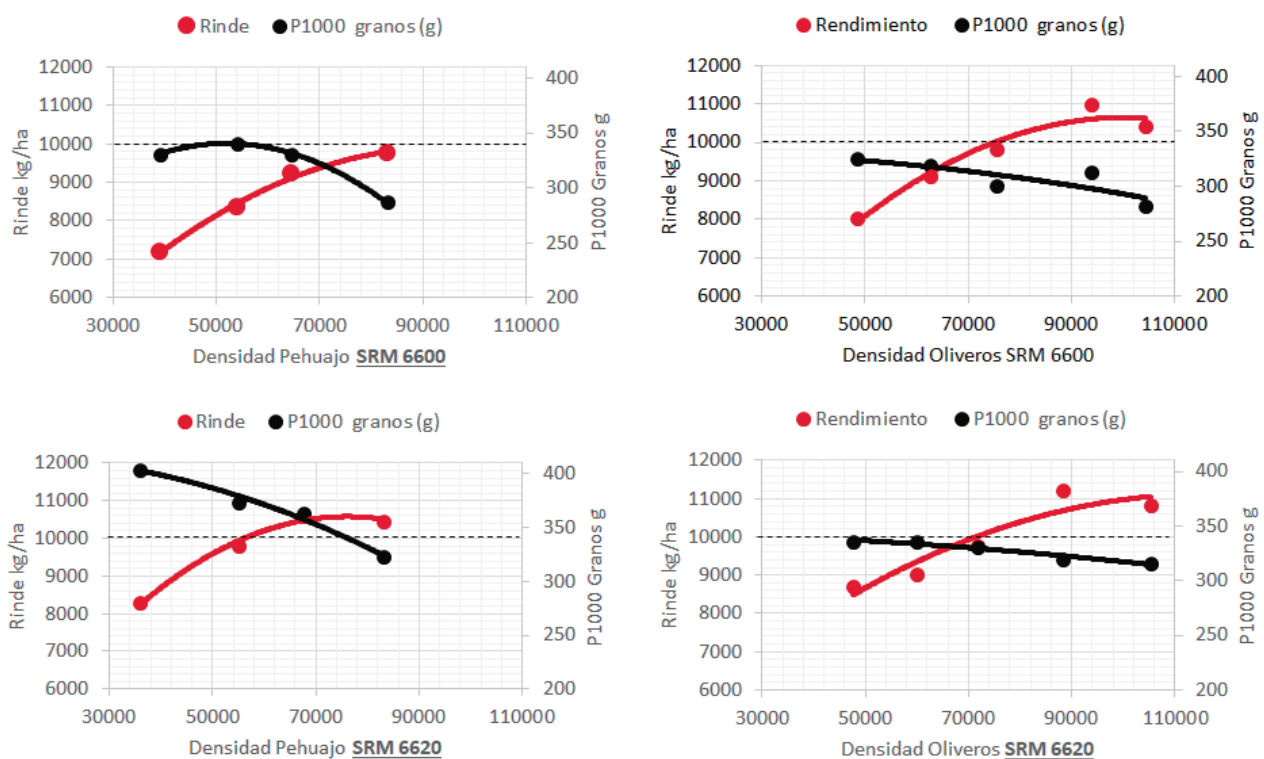 Rinde P1000 granos (g)
12000
11000
10000
9000
8000
7000
6000
Rinde kg/ha
400
350
300
250
200
P1000 Granos g
30000 50000 70000 90000 110000
Densidad Pehuajo SRM 6600
Rendimiento P1000 granos (g)
12000
11000
10000
9000
8000
7000
6000
Rinde kg/ha
400
350
300
250
200
P1000 Granos g
30000 50000 70000 90000 110000
Densidad Oliveros SRM 6600
Rinde P1000 granos (g)
12000
11000
10000
9000
8000
7000
6000
Rinde kg/ha
400
350
300
250
200
P1000 Granos g
30000 50000 70000 90000 110000
Densidad Pehuajo SRM 6620
Rendimiento P1000 granos (g)
12000
11000
10000
9000
8000
7000
6000
Rinde kg/ha
400
350
300
250
200
P1000 Granos g
30000 50000 70000 90000 110000
Densidad Oliveros SRM 6620